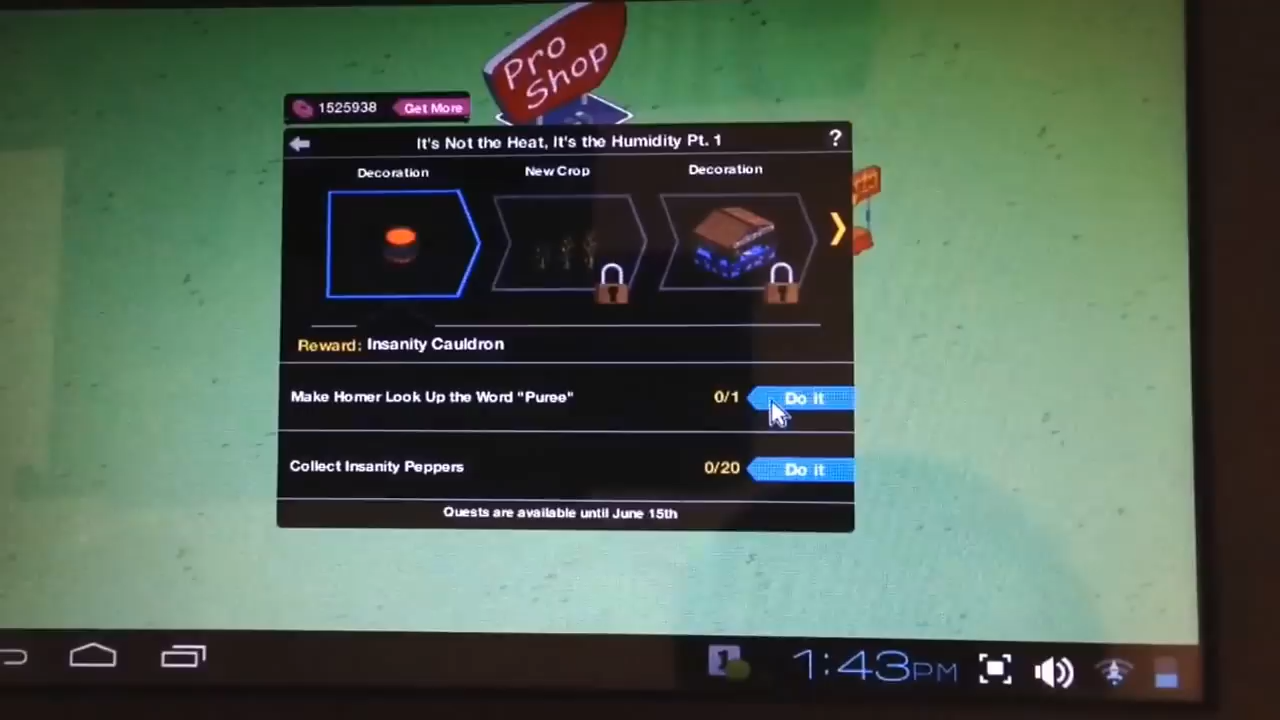 Pro
Shop
1525938 Get More
It's Not the Heat, It's the Humidity Pt. 1 ?
Decoration New Crop Decoration
Reward: Insanity Cauldron
Make Homer Look Up the Word "Puree" 0/1 Do it
Collect Insanity Peppers 0/20 Do it
Quests are available until June 15th
1:43 PM